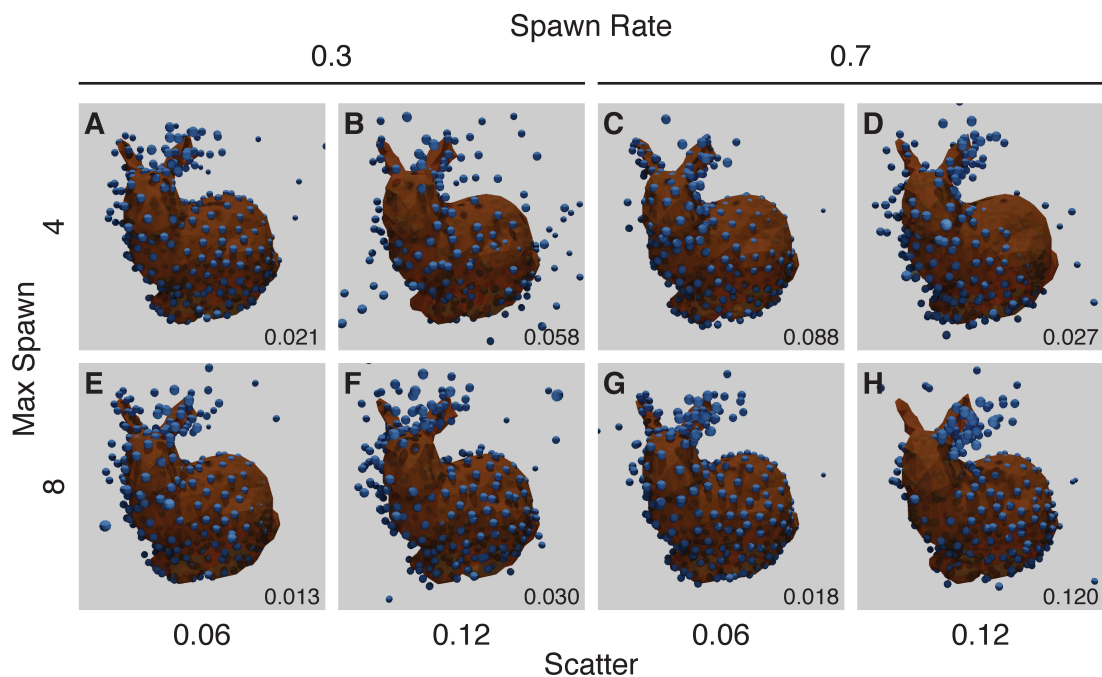 Spawn Rate
0.3 0.7
A B C D
4
0.021 0.058 0.088 0.027
Max Spawn
E F G H
8
0.013 0.030 0.018 0.120
0.06 0.12 0.06 0.12
Scatter